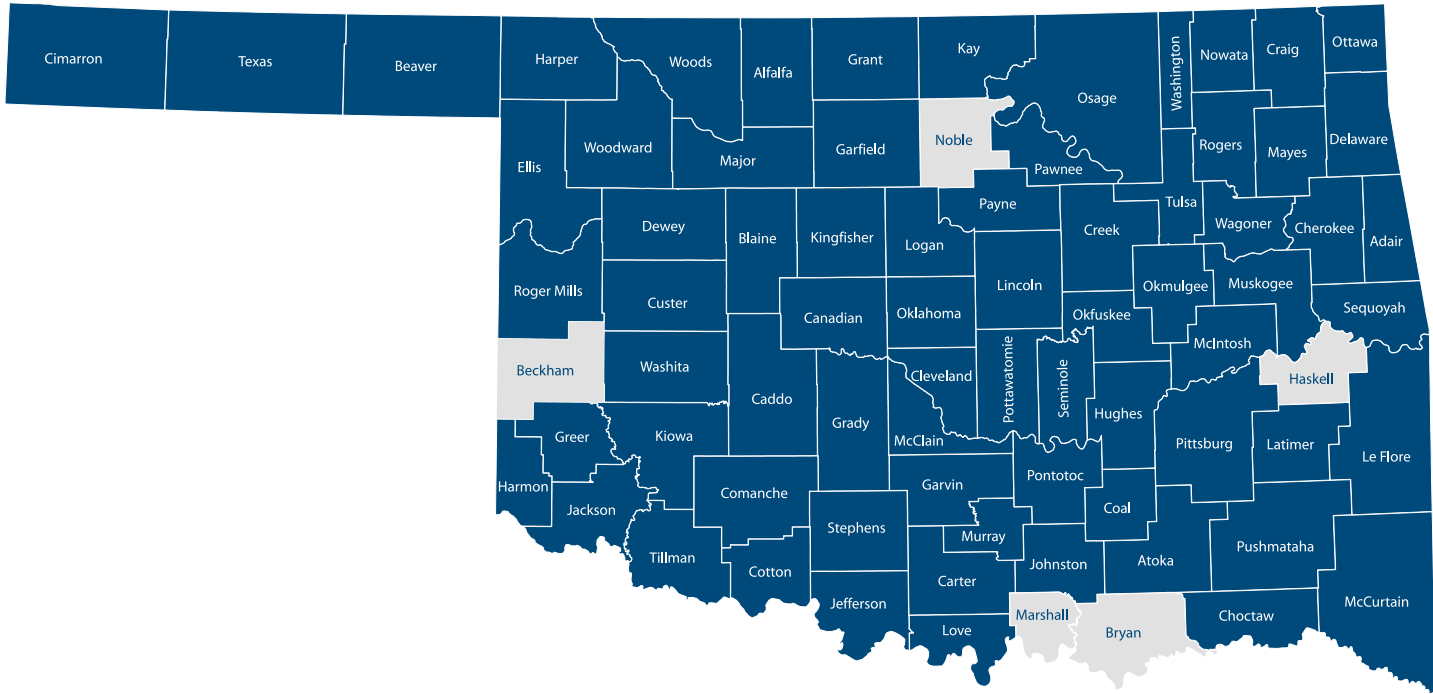 Cimarron
Texas
Beaver
Harper
Woods
Alfalfa
Grant
Kay
Osage
Washington
Nowata
Craig
Ottawa
Ellis
Woodward
Major
Garfield
Noble
Pawnee
Rogers
Mayes
Delaware
Dewey
Blaine
Kingfisher
Logan
Payne
Creek
Tulsa
Wagoner
Cherokee
Adair
Roger Mills
Custer
Canadian
Oklahoma
Lincoln
Okfuskee
Okmulgee
Muskogee
Sequoyah
Beckham
Washita
Caddo
Grady
Cleveland
McClain
Pottawatomie
Seminole
Hughes
McIntosh
Haskell
Greer
Kiowa
Pittsburg
Latimer
Le Flore
Harmon
Jackson
Comanche
Garvin
Pontotoc
Coal
Tillman
Cotton
Stephens
Murray
Johnston
Atoka
Pushmataha
Jefferson
Carter
Love
Marshall
Bryan
Choctaw
McCurtain